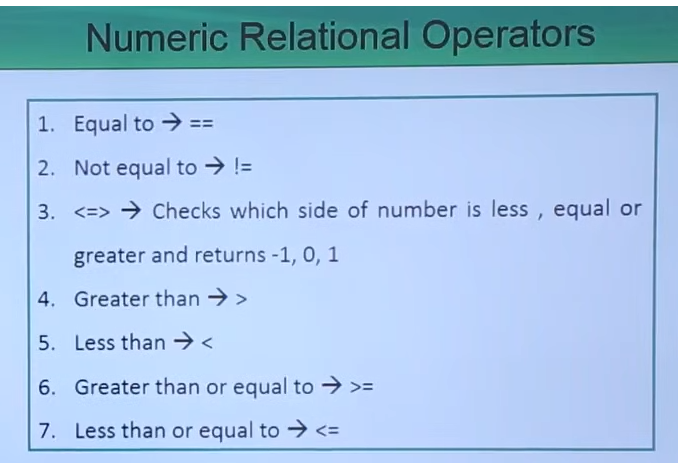 Numeric Relational Operators
1. Equal to → ==
2. Not equal to → !=
3. <=> → Checks which side of number is less , equal or
greater and returns -1, 0, 1
4. Greater than → >
5. Less than → <
6. Greater than or equal to → >=
7. Less than or equal to → <=